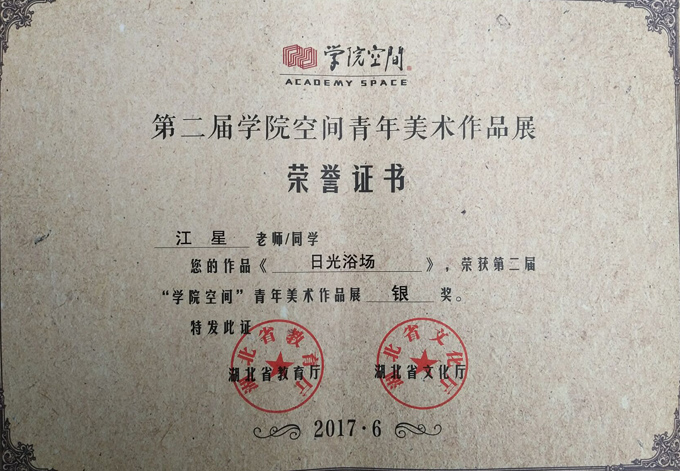 学院空間
ACADEMY SPACE
第二届学院空间青年美术作品展
荣誉证书
江 星 老师/同学
您的作品《 日光浴场 》，荣获第二届
“学院空间”青年美术作品展 银 奖。
特发此证
湖北省教育厅 湖北省文化厅
湖北省教育厅 湖北省文化厅
2017·6